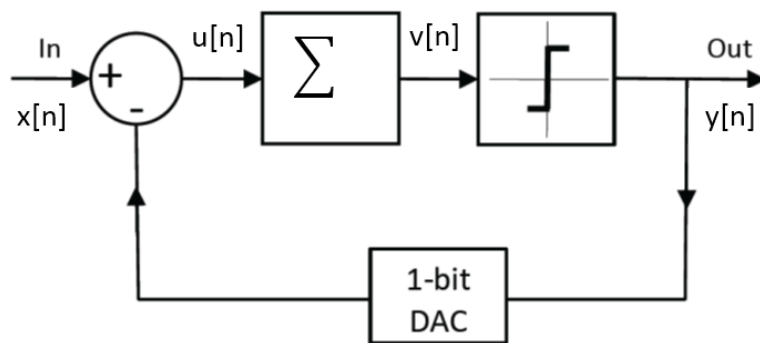 In
x[n]
+
-
u[n]
∑
v[n]
Out
y[n]
1-bit
DAC